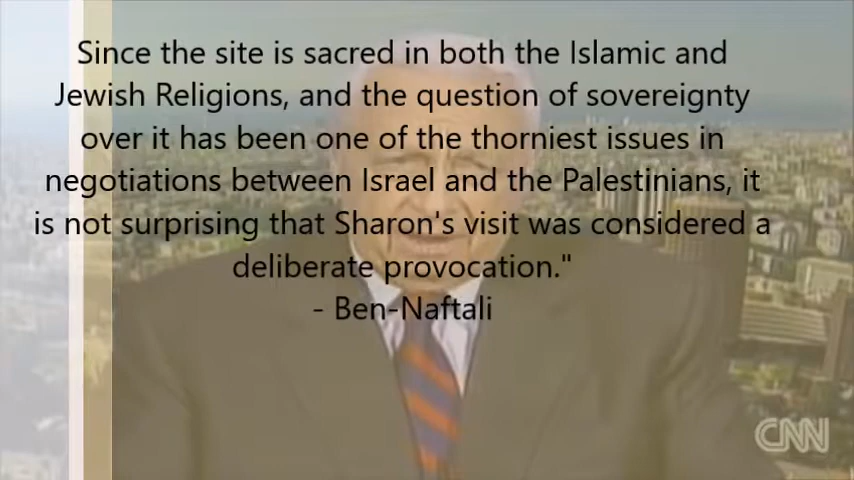 Since the site is sacred in both the Islamic and
Jewish Religions, and the question of sovereignty
over it has been one of the thorniest issues in
negotiations between Israel and the Palestinians, it
is not surprising that Sharon's visit was considered a
deliberate provocation."
- Ben-Naftali
CNN